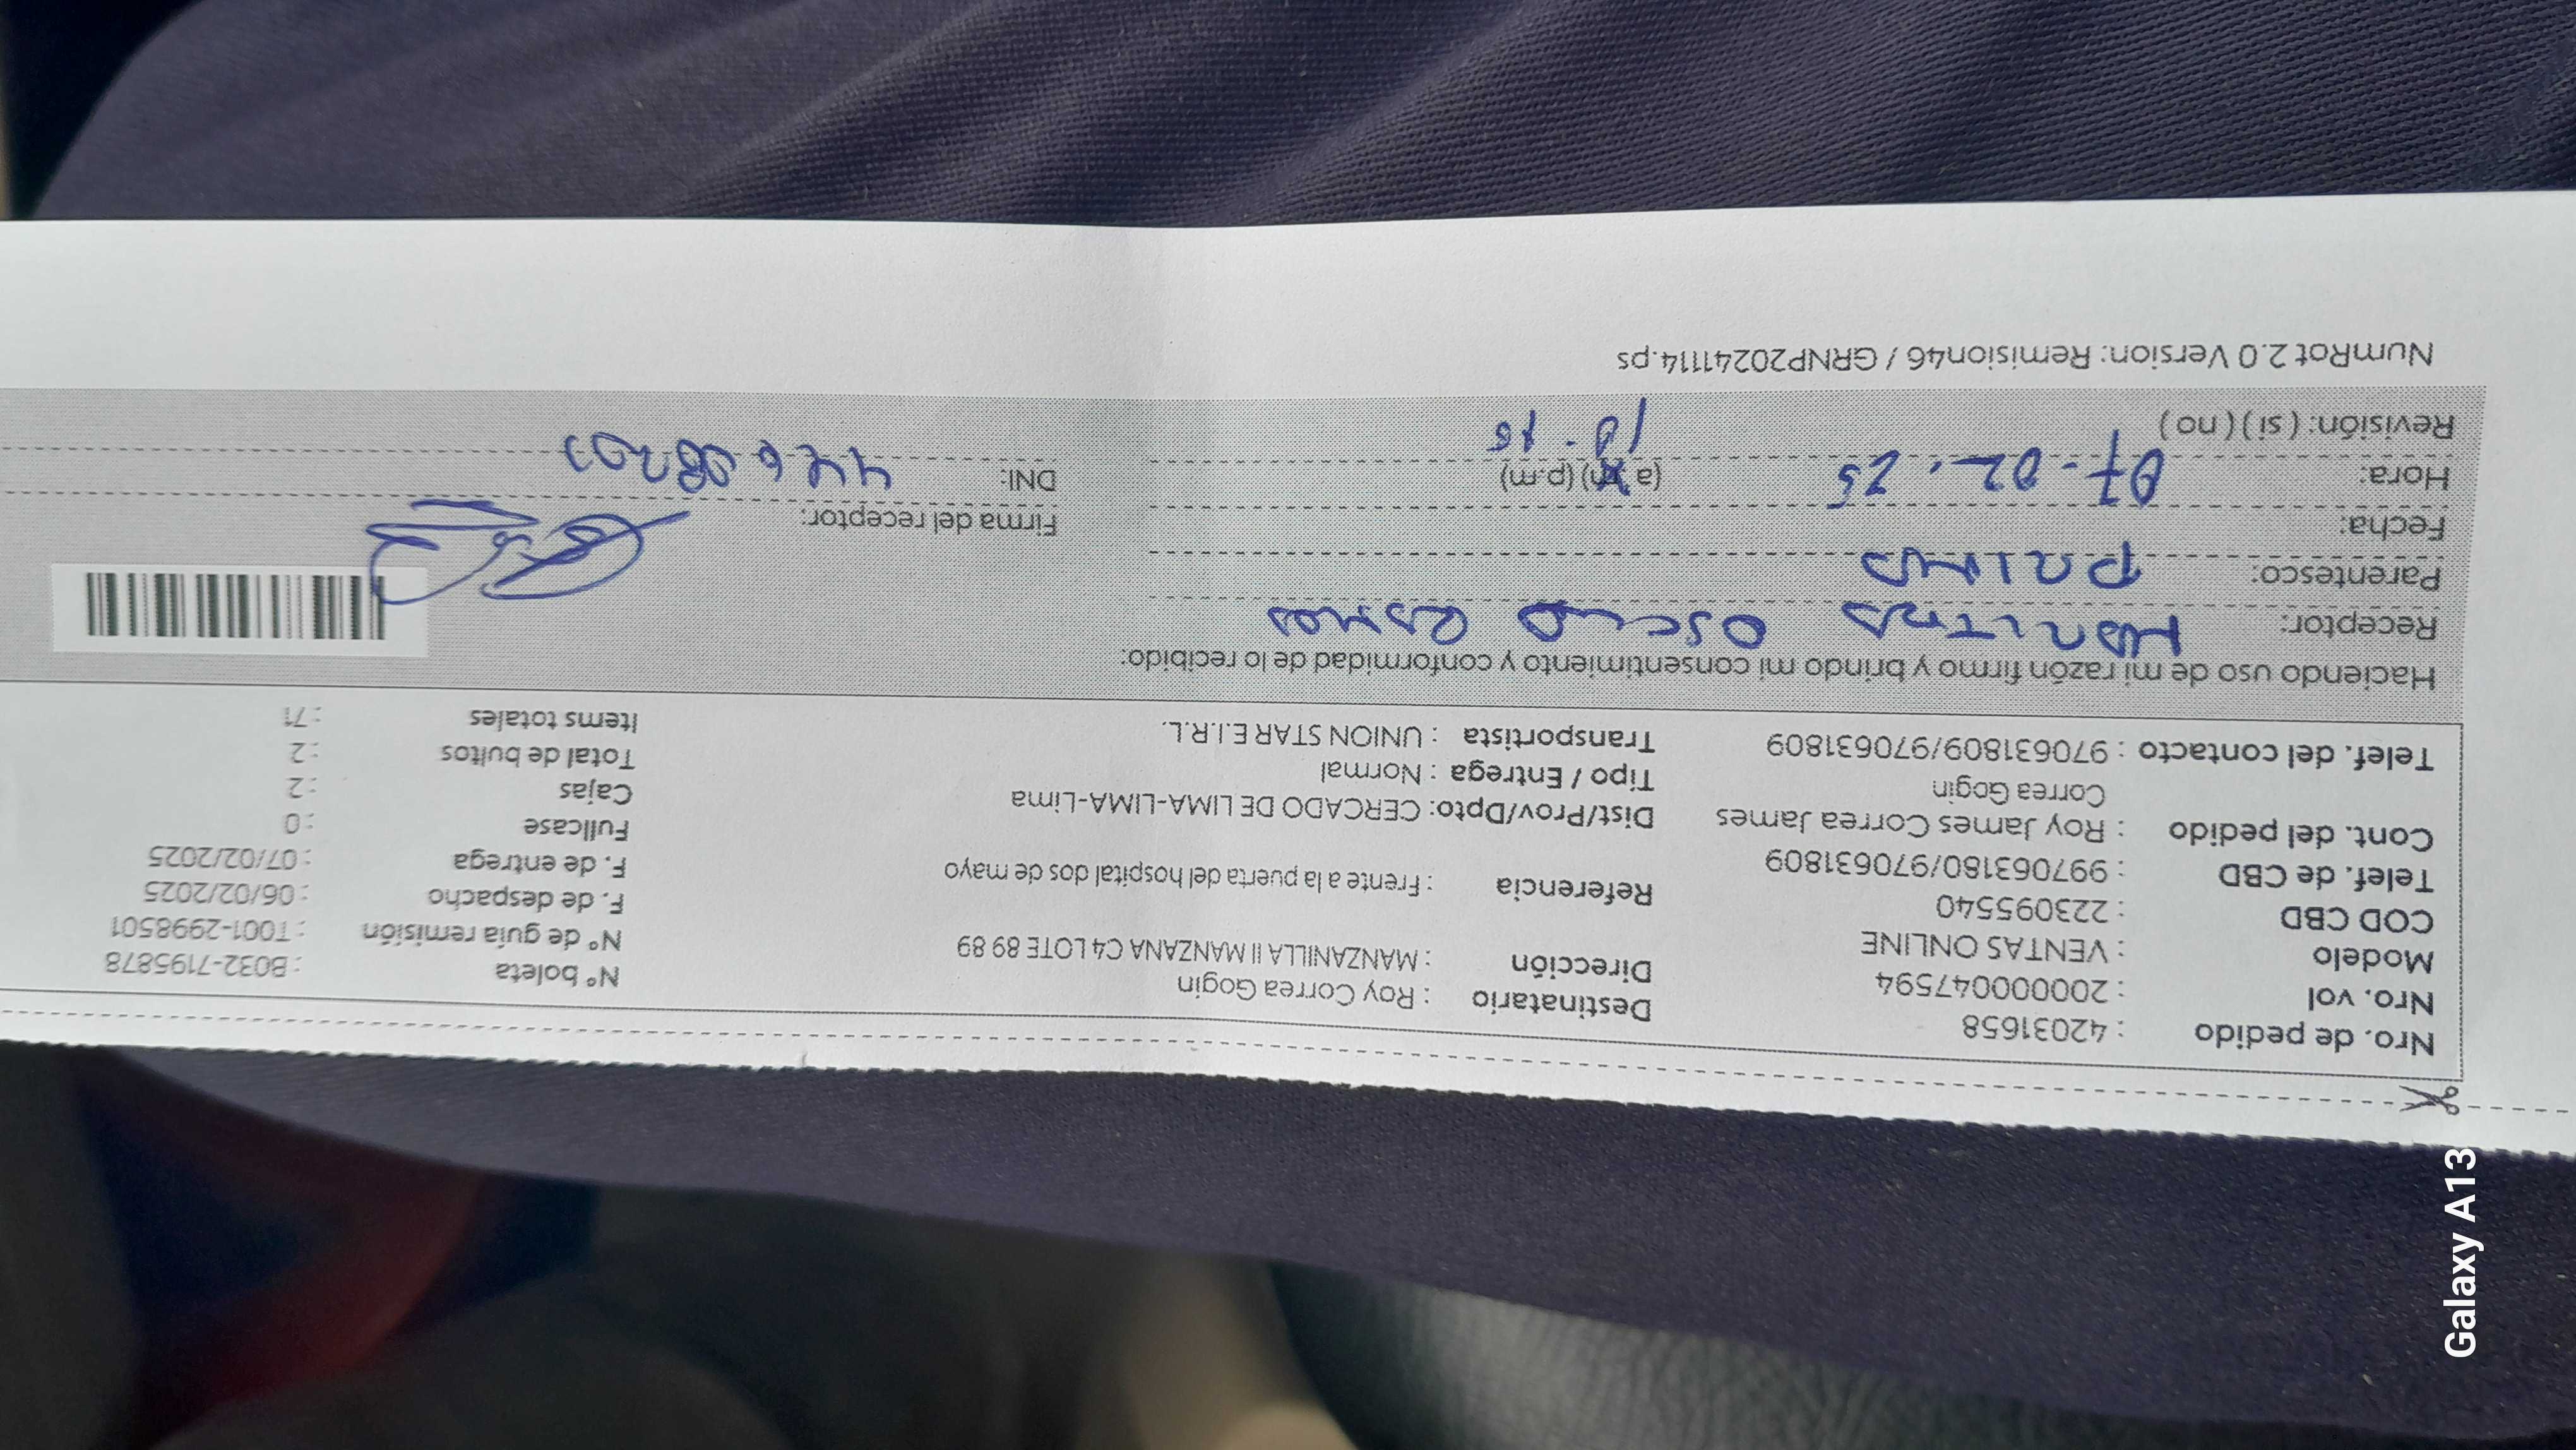 Nro. de pedido : 42031658
Nro. vol : 20000047594
Modelo : VENTAS ONLINE
COD CBD : 223095540
Telef. de CBD : 997063180/970631809
Cont. del pedido : Roy James Correa James
Correa Gogin
Telef. del contacto : 970631809/970631809
Destinatario : Roy Correa Gogin
Dirección : MANZANILLA II MANZANA C4 LOTE 89 89
Referencia : Frente a la puerta del hospital dos de mayo
Dist/Prov/Dpto: CERCADO DE LIMA-LIMA-Lima
Tipo / Entrega : Normal
Transportista : UNION STAR E.I.R.L.
N° boleta : B032-7195878
N° de guía remisión : T001-2998501
F. de despacho : 06/02/2025
F. de entrega : 07/02/2025
Fullcase : 0
Cajas : 2
Total de bultos : 2
Items totales : 71
Haciendo uso de mi razón firmo y brindo mi consentimiento y conformidad de lo recibido:
Receptor:
Parentesco: PRIMO
Fecha: 07-02.25
Hora: (a.m) (p.m)
Revisión: ( si ) ( no )
Firma del receptor:
DNI:
NumRot 2.0 Version: Remision46 / GRNP20241114.ps
Galaxy A13